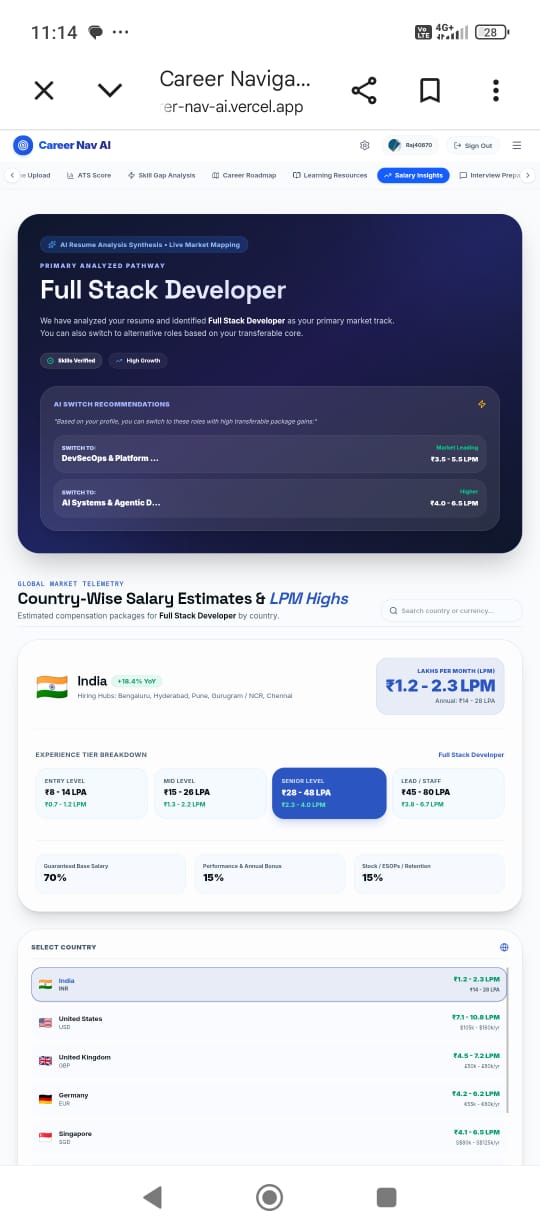 11:14
Vo LTE 4G+ 28
Career Naviga...
er-nav-ai.vercel.app
Career Nav AI
Raj40870
Sign Out
Upload
ATS Score
Skill Gap Analysis
Career Roadmap
Learning Resources
Salary Insights
Interview Prepa
AI Resume Analysis Synthesis • Live Market Mapping
PRIMARY ANALYZED PATHWAY
Full Stack Developer
We have analyzed your resume and identified Full Stack Developer as your primary market track.
You can also switch to alternative roles based on your transferable core.
Skills Verified
High Growth
AI SWITCH RECOMMENDATIONS
"Based on your profile, you can switch to these roles with high transferable package gains:"
SWITCH TO:
Market Leading
DevSecOps & Platform ...
₹3.5 - 5.5 LPM
SWITCH TO:
Higher
AI Systems & Agentic D...
₹4.0 - 6.5 LPM
GLOBAL MARKET TELEMETRY
Country-Wise Salary Estimates & LPM Highs
Estimated compensation packages for Full Stack Developer by country.
Search country or currency...
India +18.4% YoY
Hiring Hubs: Bengaluru, Hyderabad, Pune, Gurugram / NCR, Chennai
LAKHS PER MONTH (LPM)
₹1.2 - 2.3 LPM
Annual: ₹14 - 28 LPA
EXPERIENCE TIER BREAKDOWN
Full Stack Developer
ENTRY LEVEL
₹8 - 14 LPA
₹0.7 - 1.2 LPM
MID LEVEL
₹15 - 26 LPA
₹1.3 - 2.2 LPM
SENIOR LEVEL
₹28 - 48 LPA
₹2.3 - 4.0 LPM
LEAD / STAFF
₹45 - 80 LPA
₹3.8 - 6.7 LPM
Guaranteed Base Salary
70%
Performance & Annual Bonus
15%
Stock / ESOPs / Retention
15%
SELECT COUNTRY
India
INR
₹1.2 - 2.3 LPM
₹14 - 28 LPA
United States
USD
₹7.1 - 10.8 LPM
$105k - $160k/yr
United Kingdom
GBP
₹4.5 - 7.2 LPM
£50k - £80k/yr
Germany
EUR
₹4.2 - 6.2 LPM
€55k - €80k/yr
Singapore
SGD
₹4.1 - 6.5 LPM
S$80k - S$125k/yr